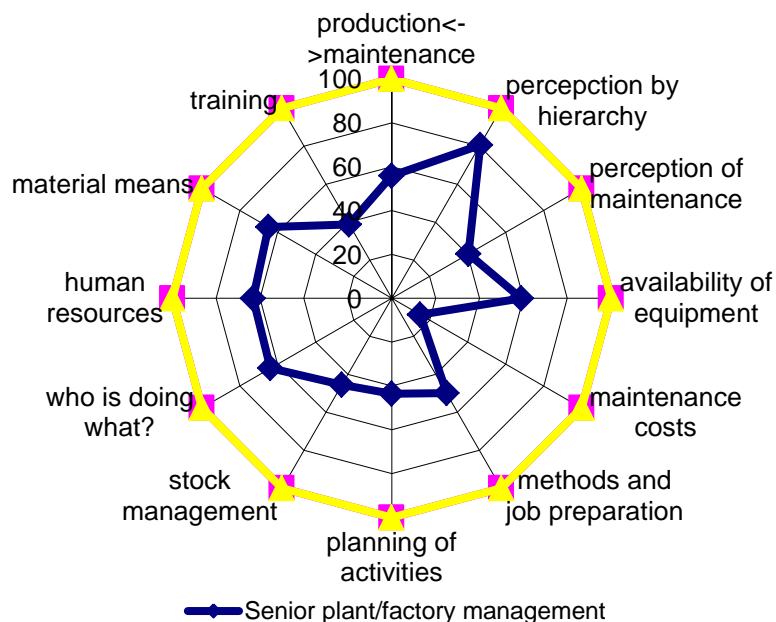 production<-
>maintenance
percepction by
hierarchy
perception of
maintenance
availability of
equipment
maintenance
costs
methods and
job preparation
planning of
activities
stock
management
who is doing
what?
human
resources
material means
training
100
80
60
40
20
0
Senior plant/factory management